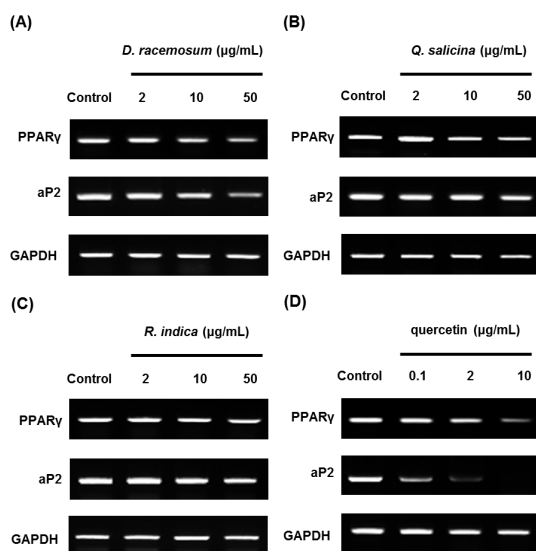 (A)
D. racemosum (µg/mL)
Control 2 10 50
PPARγ
aP2
GAPDH
(B)
Q. salicina (µg/mL)
Control 2 10 50
PPARγ
aP2
GAPDH
(C)
R. indica (µg/mL)
Control 2 10 50
PPARγ
aP2
GAPDH
(D)
quercetin (µg/mL)
Control 0.1 2 10
PPARγ
aP2
GAPDH